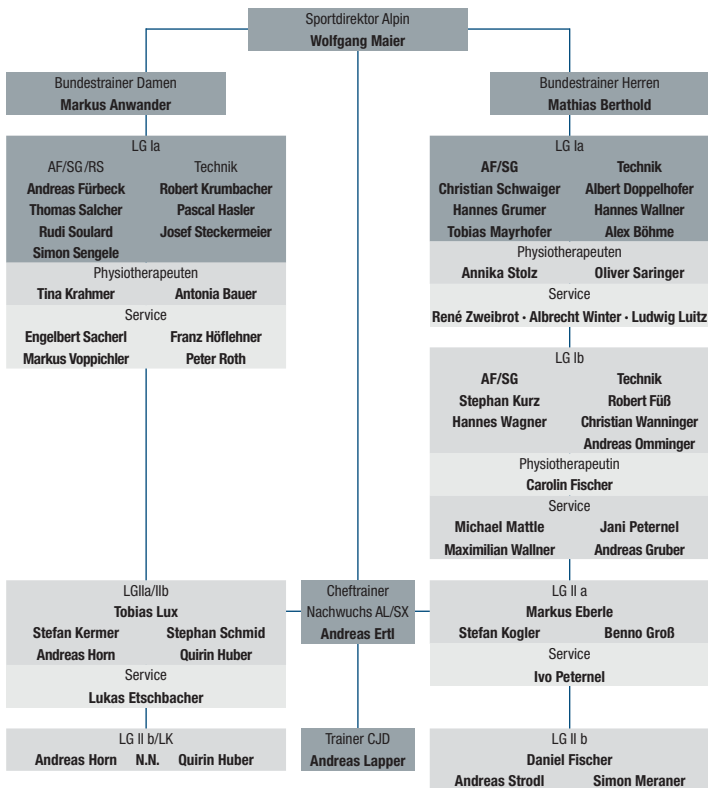 Sportdirektor Alpin
Wolfgang Maier
Bundestrainer Damen
Markus Anwander
Bundestrainer Herren
Mathias Berthold
LG Ia
AF/SG/RS Technik
Andreas Fürbeck Robert Krumbacher
Thomas Salcher Pascal Hasler
Rudi Soulard Josef Steckermeier
Simon Sengele
Physiotherapeuten
Tina Krahmer Antonia Bauer
Service
Engelbert Sacherl Franz Höflehner
Markus Voppichler Peter Roth
LG Ia
AF/SG Technik
Christian Schwaiger Albert Doppelhofer
Hannes Grumer Hannes Wallner
Tobias Mayrhofer Alex Böhme
Physiotherapeuten
Annika Stolz Oliver Saringer
Service
René Zweibrot · Albrecht Winter · Ludwig Luitz
LG Ib
AF/SG Technik
Stephan Kurz Robert Füß
Hannes Wagner Christian Wanninger
Andreas Omminger
Physiotherapeutin
Carolin Fischer
Service
Michael Mattle Jani Peternel
Maximilian Wallner Andreas Gruber
LGIIa/IIb
Tobias Lux
Stefan Kermer Stephan Schmid
Andreas Horn Quirin Huber
Service
Lukas Etschbacher
Cheftrainer
Nachwuchs AL/SX
Andreas Ertl
LG II a
Markus Eberle
Stefan Kogler Benno Groß
Service
Ivo Peternel
LG II b/LK
Andreas Horn N.N. Quirin Huber
Trainer CJD
Andreas Lapper
LG II b
Daniel Fischer
Andreas Strodl Simon Meraner